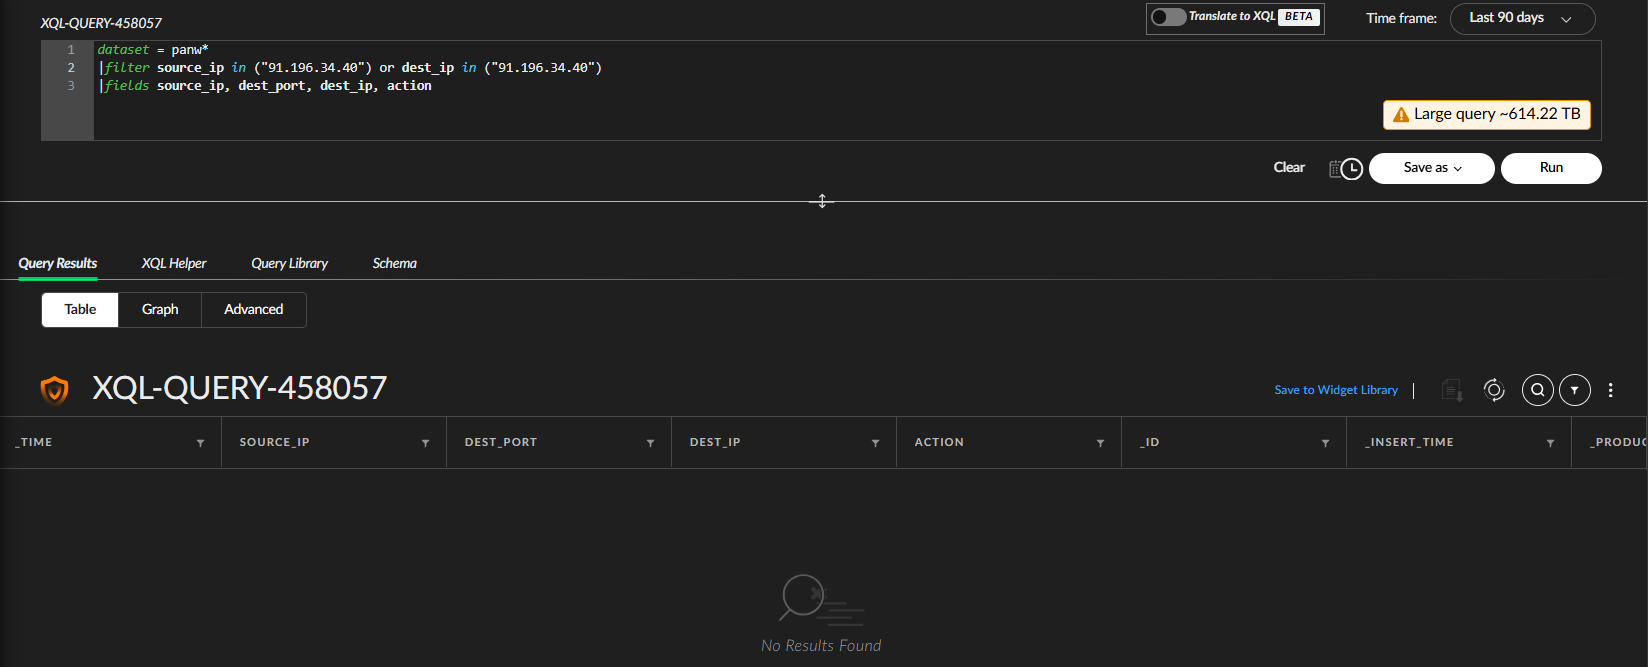 XQL-QUERY-458057
Translate to XQL BETA
Time frame: Last 90 days
1 dataset = panw*
2 |filter source_ip in ("91.196.34.40") or dest_ip in ("91.196.34.40")
3 |fields source_ip, dest_port, dest_ip, action
Large query ~614.22 TB
Clear Save as Run
Query Results XQL Helper Query Library Schema
Table Graph Advanced
XQL-QUERY-458057
Save to Widget Library
_TIME SOURCE_IP DEST_PORT DEST_IP ACTION _ID _INSERT_TIME _PRODUC
No Results Found